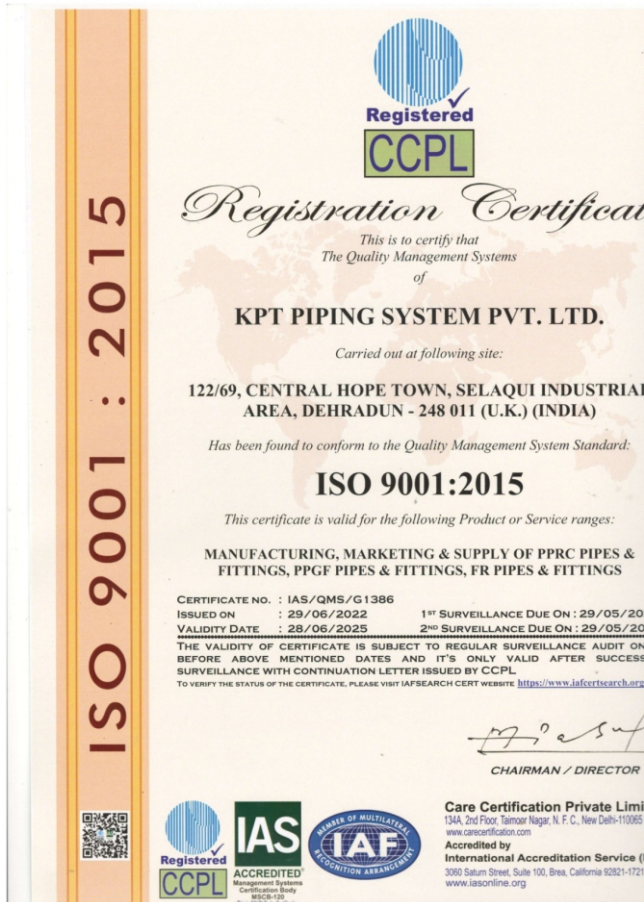 Registered
CCPL
Registration Certificat
This is to certify that
The Quality Management Systems
of
KPT PIPING SYSTEM PVT. LTD.
Carried out at following site:
122/69, CENTRAL HOPE TOWN, SELAQUI INDUSTRIAL
AREA, DEHRADUN - 248 011 (U.K.) (INDIA)
Has been found to conform to the Quality Management System Standard:
ISO 9001:2015
This certificate is valid for the following Product or Service ranges:
MANUFACTURING, MARKETING & SUPPLY OF PPRC PIPES &
FITTINGS, PPGF PIPES & FITTINGS, FR PIPES & FITTINGS
CERTIFICATE NO. : IAS/QMS/G1386
ISSUED ON : 29/06/2022 1ST SURVEILLANCE DUE ON : 29/05/20
VALIDITY DATE : 28/06/2025 2ND SURVEILLANCE DUE ON : 29/05/20
THE VALIDITY OF CERTIFICATE IS SUBJECT TO REGULAR SURVEILLANCE AUDIT ON
BEFORE ABOVE MENTIONED DATES AND IT'S ONLY VALID AFTER SUCCESS
SURVEILLANCE WITH CONTINUATION LETTER ISSUED BY CCPL
TO VERIFY THE STATUS OF THE CERTIFICATE, PLEASE VISIT IAFSEARCH CERT WEBSITE https://www.iafcertsearch.org
CHAIRMAN / DIRECTOR
ISO 9001 : 2015
Registered
CCPL
IAS
ACCREDITED
Management Systems
Certification Body
MSCB-120
MEMBER OF MULTILATERAL
IAF
RECOGNITION ARRANGEMENT
Care Certification Private Limi
134A, 2nd Floor, Taimoor Nagar, N. F. C., New Delhi-110065
www.carecertification.com
Accredited by
International Accreditation Service (
3060 Saturn Street, Suite 100, Brea, California 92821-1721
www.iasonline.org